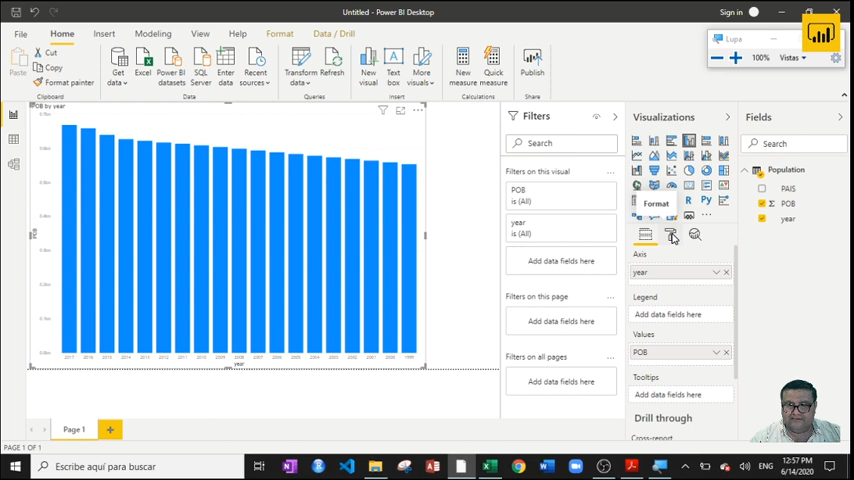 Untitled - Power BI Desktop
Sign in
File
Home
Insert
Modeling
View
Help
Format
Data / Drill
Lupa
100%
Vistas
Paste
Cut
Copy
Format painter
Get data
Excel
Power BI datasets
SQL Server
Enter data
Recent sources
Transform data
Refresh
New visual
Text box
More visuals
New measure
Quick measure
Publish
Data
Queries
Insert
Calculations
Share
POB by year
POB
2017
year
Filters
Search
Filters on this visual
POB
is (All)
year
is (All)
Add data fields here
Filters on this page
Add data fields here
Filters on all pages
Add data fields here
Visualizations
R
Py
Format
Axis
year
Legend
Add data fields here
Values
POB
Tooltips
Add data fields here
Drill through
Cross-report
Fields
Search
Population
PAIS
Σ POB
year
Page 1
PAGE 1 OF 1
Escribe aquí para buscar
ENG
12:57 PM
6/14/2020